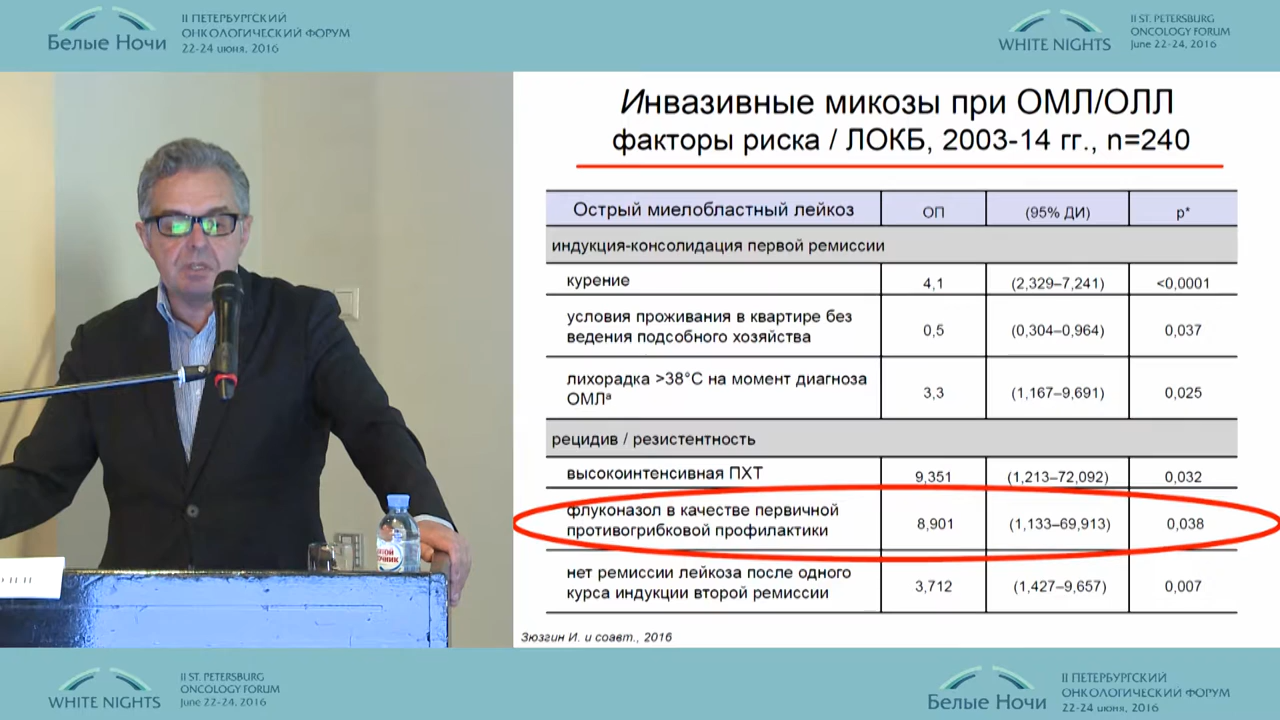 Белые Ночи
II ПЕТЕРБУРГСКИЙ
ОНКОЛОГИЧЕСКИЙ ФОРУМ
22-24 июня, 2016
WHITE NIGHTS
II ST. PETERSBURG
ONCOLOGY FORUM
June 22-24, 2016
Инвазивные микозы при ОМЛ/ОЛЛ
факторы риска / ЛОКБ, 2003-14 гг., n=240
Острый миелобластный лейкоз ОП (95% ДИ) p*
индукция-консолидация первой ремиссии
курение 4,1 (2,329–7,241) <0,0001
условия проживания в квартире без
ведения подсобного хозяйства 0,5 (0,304–0,964) 0,037
лихорадка >38°C на момент диагноза
ОМЛª 3,3 (1,167–9,691) 0,025
рецидив / резистентность
высокоинтенсивная ПХТ 9,351 (1,213–72,092) 0,032
флуконазол в качестве первичной
противогрибковой профилактики 8,901 (1,133–69,913) 0,038
нет ремиссии лейкоза после одного
курса индукции второй ремиссии 3,712 (1,427–9,657) 0,007
Зюзгин И. и соавт., 2016
WHITE NIGHTS
II ST. PETERSBURG
ONCOLOGY FORUM
June 22-24, 2016
Белые Ночи
II ПЕТЕРБУРГСКИЙ
ОНКОЛОГИЧЕСКИЙ ФОРУМ
22-24 июня, 2016